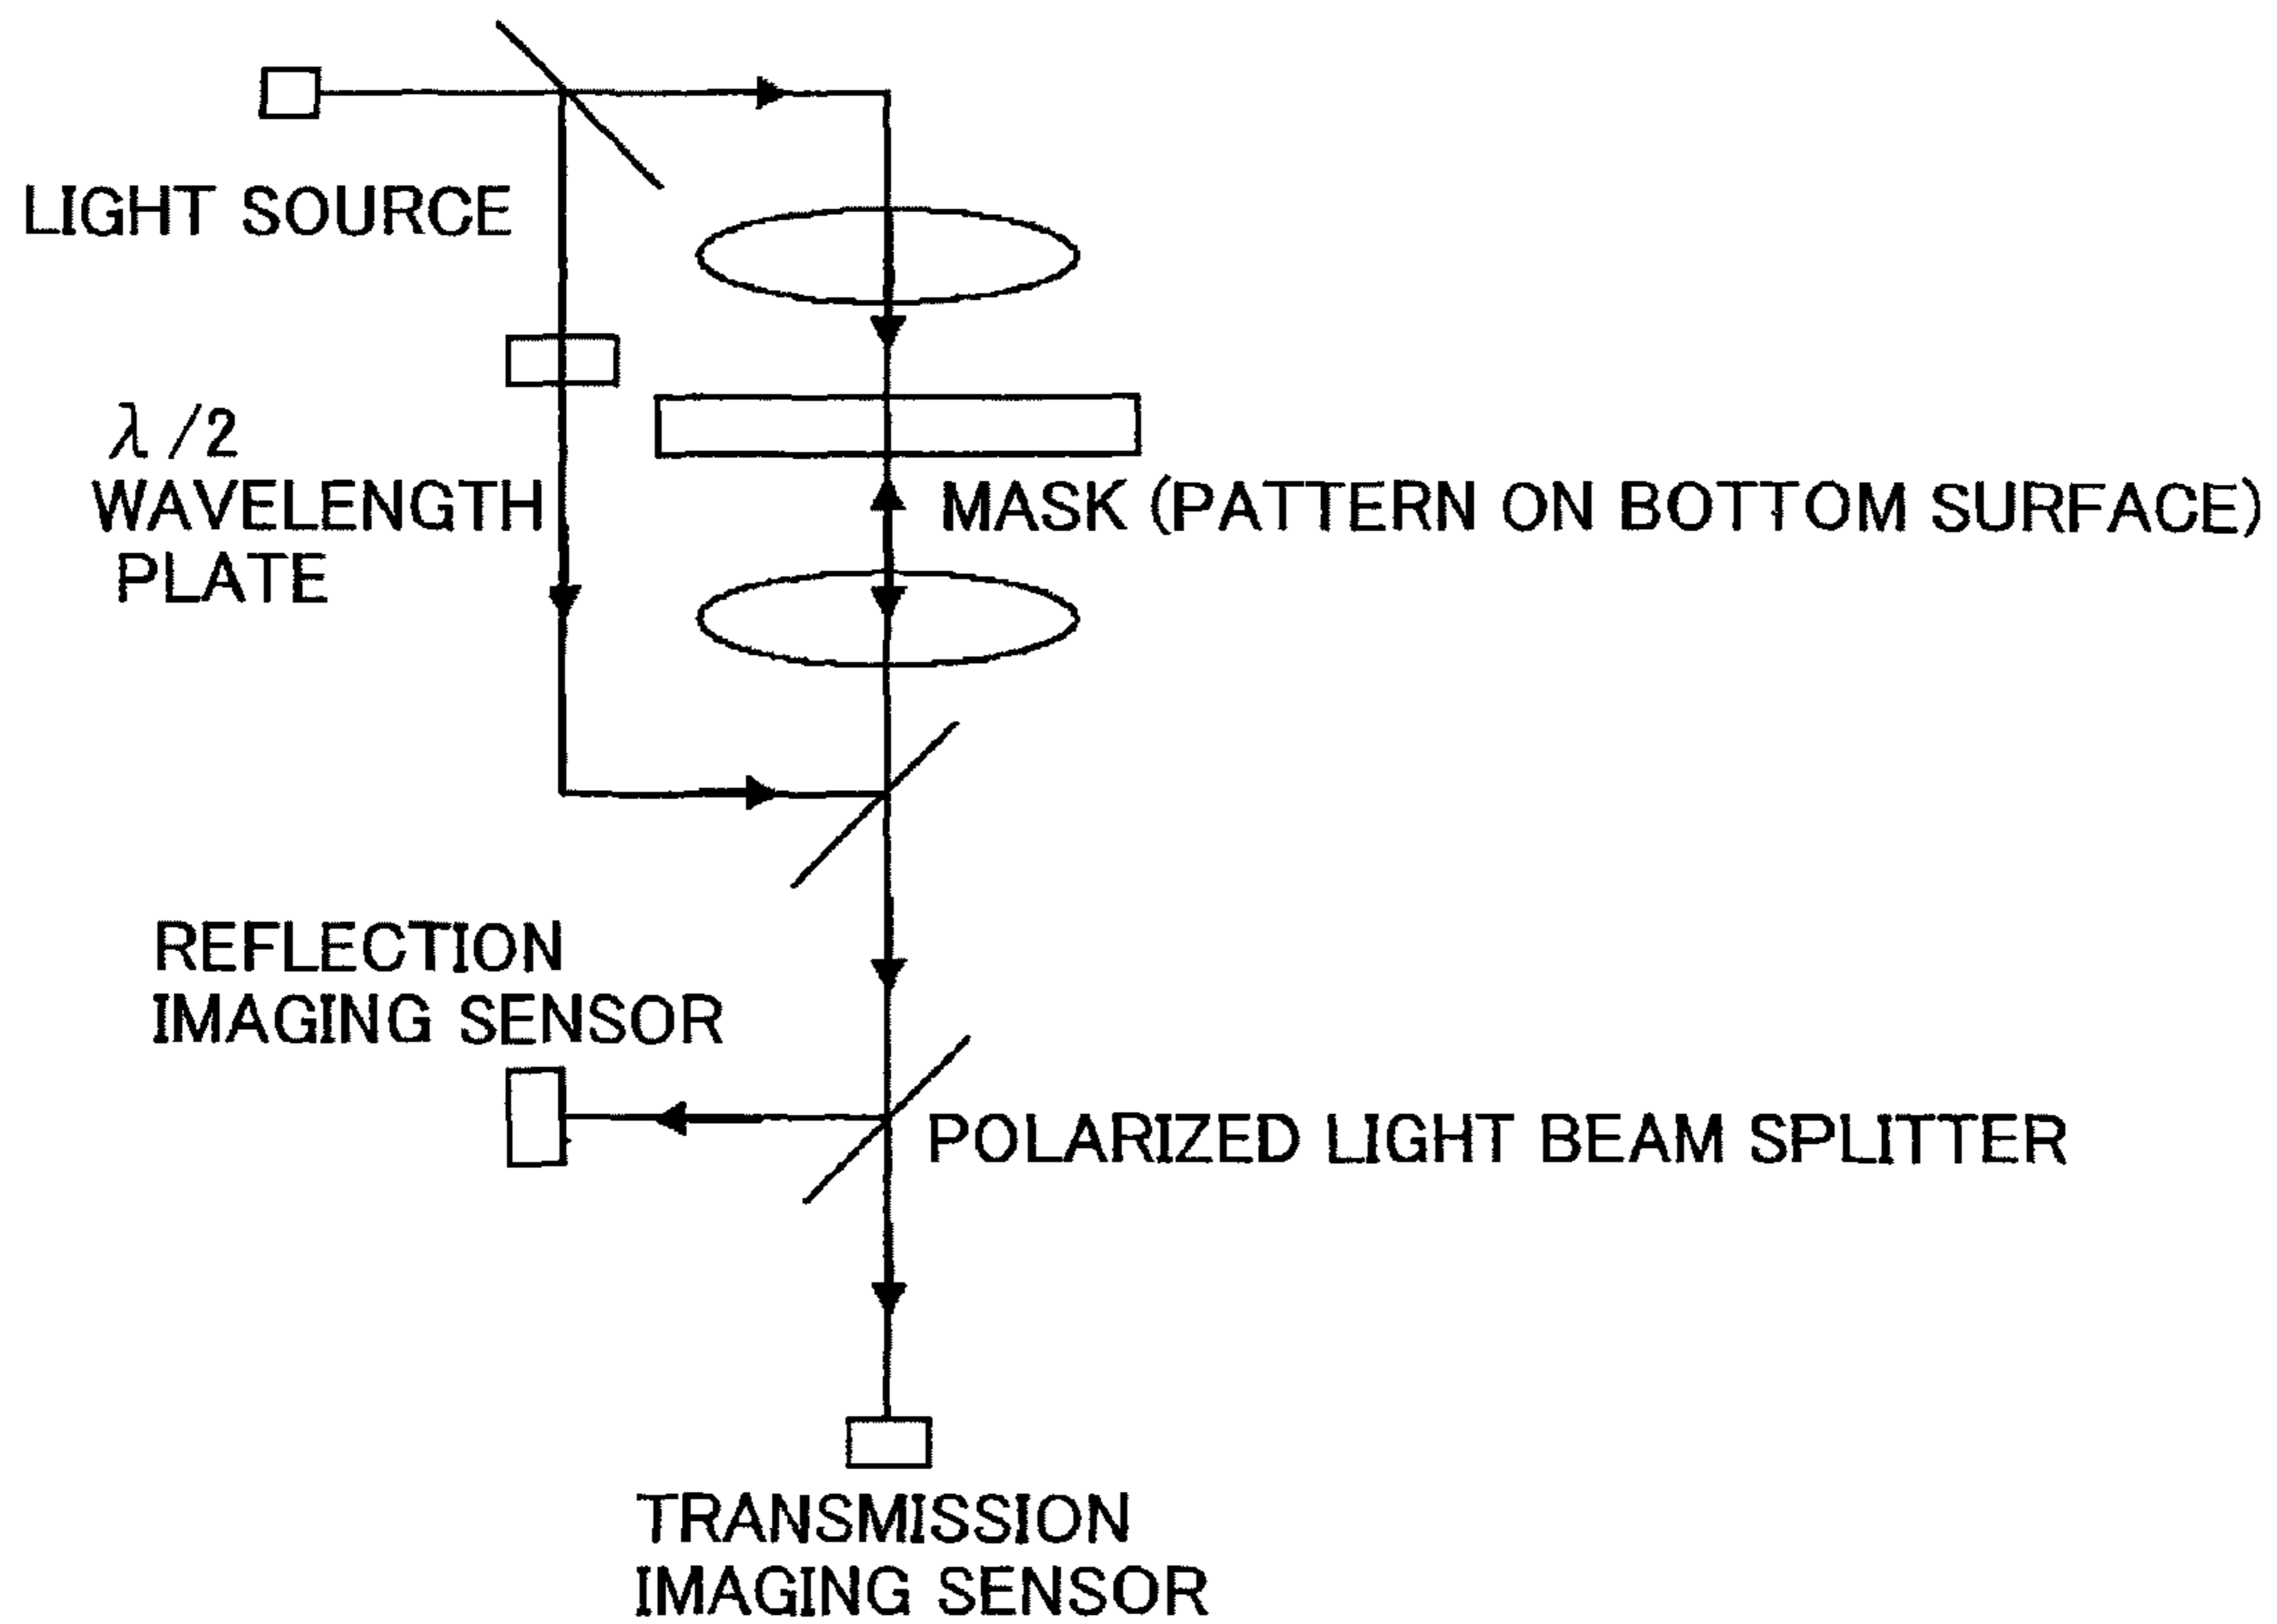 LIGHT SOURCE
λ/2
WAVELENGTH
PLATE
MASK (PATTERN ON BOTTOM SURFACE)
REFLECTION
IMAGING SENSOR
POLARIZED LIGHT BEAM SPLITTER
TRANSMISSION
IMAGING SENSOR